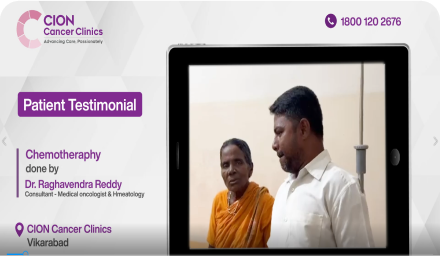 CION
Cancer Clinics
Advancing Care, Passionately
1800 120 2676
Patient Testimonial
Chemotheraphy
done by
Dr. Raghavendra Reddy
Consultant - Medical oncologist & Hmeatology
CION Cancer Clinics
Vikarabad